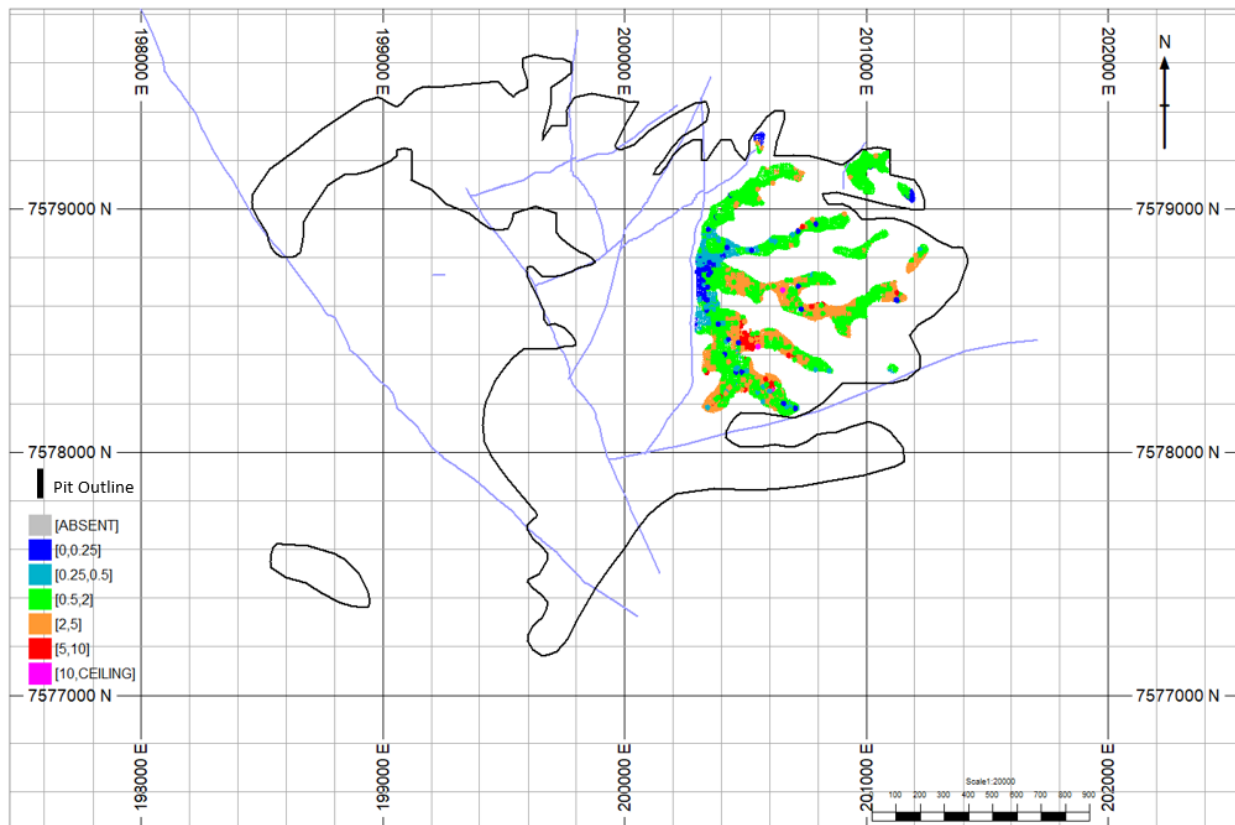 198000 E
199000 E
200000 E
201000 E
202000 E
N
7579000 N
7579000 N
7578000 N
7578000 N
Pit Outline
[ABSENT]
[0,0.25]
[0.25,0.5]
[0.5,2]
[2,5]
[5,10]
[10,CEILING]
7577000 N
7577000 N
198000 E
199000 E
200000 E
201000 E
202000 E
Scale1:20000
0 100 200 300 400 500 600 700 800 900